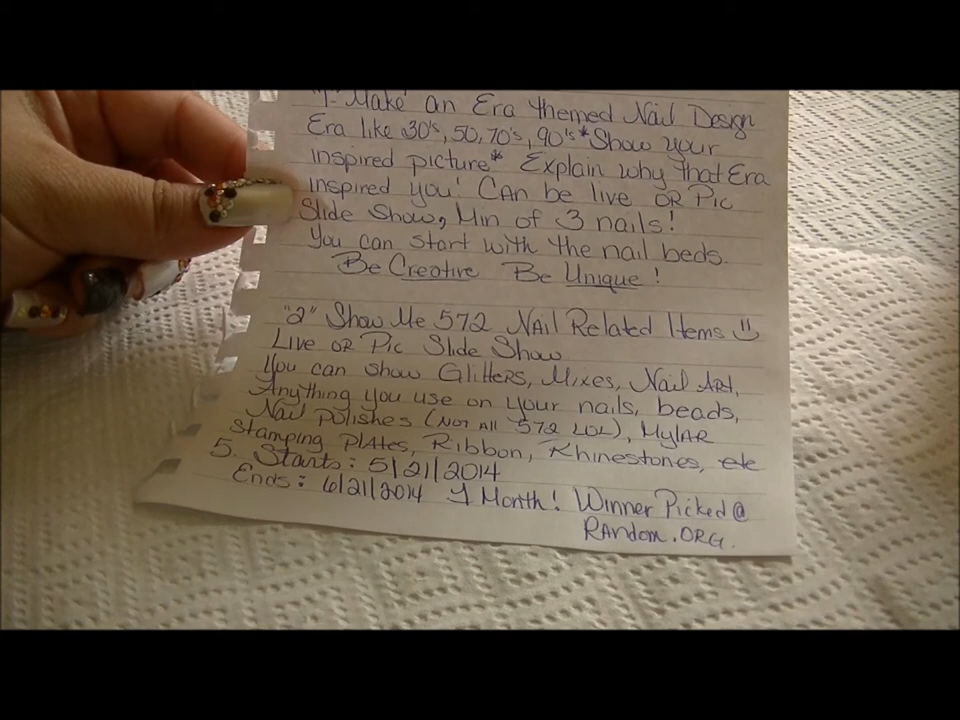 "1" Make an Era themed Nail Design
Era like 30's, 50, 70's, 90's *Show your
inspired picture* Explain why that Era
inspired you! CAn be live OR Pic
Slide Show, Min of 3 nails!
You can start with the nail beds.
Be Creative Be Unique!
"2" Show Me 572 NAil Related Items
Live OR Pic Slide Show
You can show Glitters, Mixes, Nail ARt,
Anything you use on your nails, beads,
Nail polishes (Not All 572 LOL), MylAR
Stamping PlAtes, Ribbon, Rhinestones, etc
5. Starts: 5/21/2014
Ends: 6/21/2014 1 Month! Winner Picked @
RAndom.ORG.